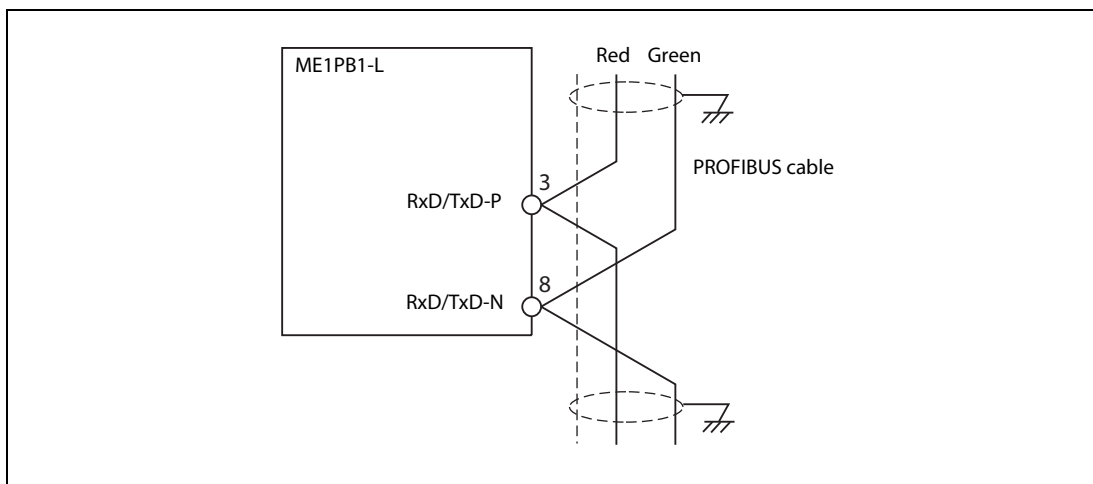 Red Green
ME1PB1-L
PROFIBUS cable
3
RxD/TxD-P
8
RxD/TxD-N